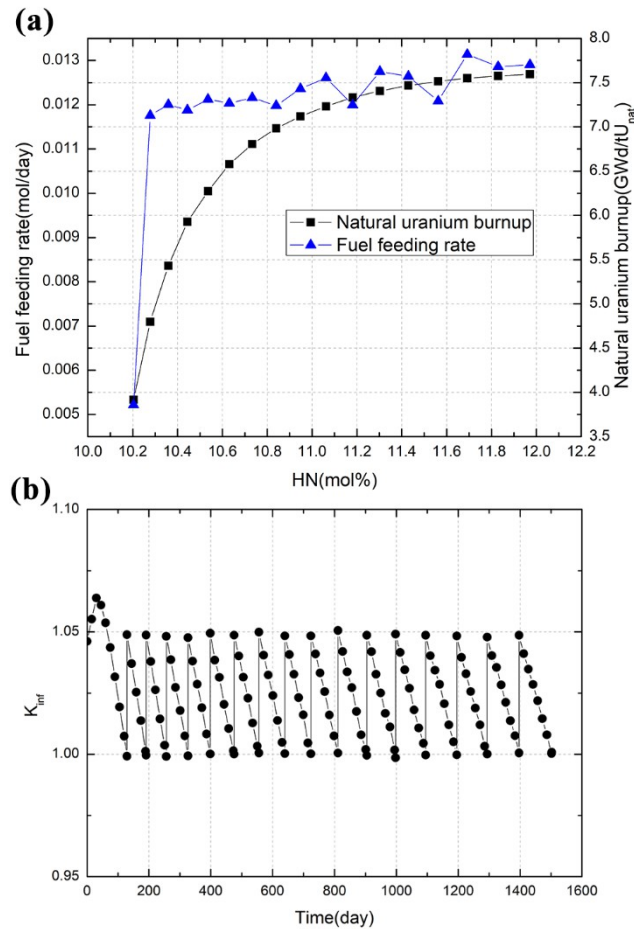 (a)
0.013
0.012
0.011
0.010
0.009
0.008
0.007
0.006
0.005
Fuel feeding rate(mol/day)
8.0
7.5
7.0
6.5
6.0
5.5
5.0
4.5
4.0
3.5
Natural uranium burnup(GWd/tUnat)
Natural uranium burnup
Fuel feeding rate
10.0 10.2 10.4 10.6 10.8 11.0 11.2 11.4 11.6 11.8 12.0 12.2
HN(mol%)
(b)
1.10
1.05
1.00
0.95
Kinf
0 200 400 600 800 1000 1200 1400 1600
Time(day)